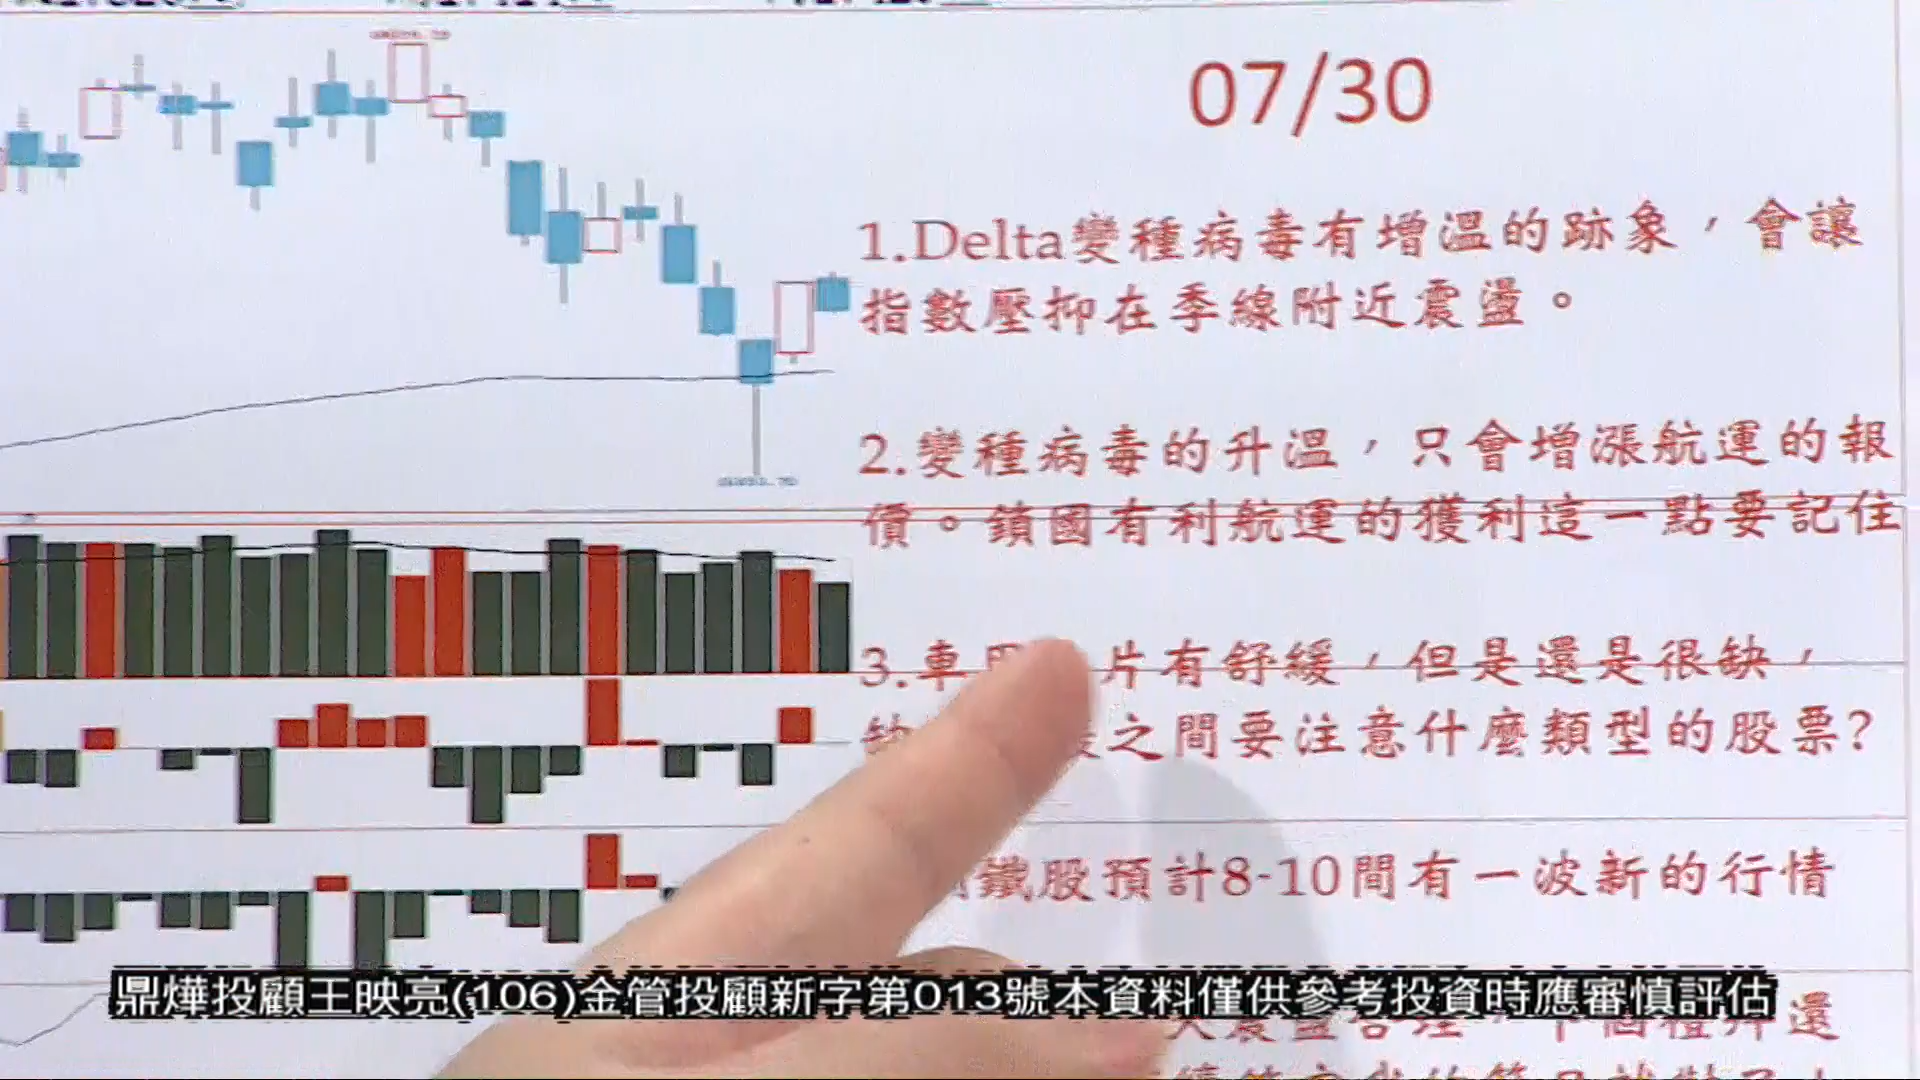 07/30
1.Delta變種病毒有增溫的跡象，會讓
指數壓抑在季線附近震盪。
2.變種病毒的升溫，只會增漲航運的報
價。鎖國有利航運的獲利這一點要記住
3.車 片有舒緩，但是還是很缺，
之間要注意什麼類型的股票?
鐵股預計8-10間有一波新的行情
鼎燁投顧王映亮(106)金管投顧新字第013號本資料僅供參考投資時應審慎評估